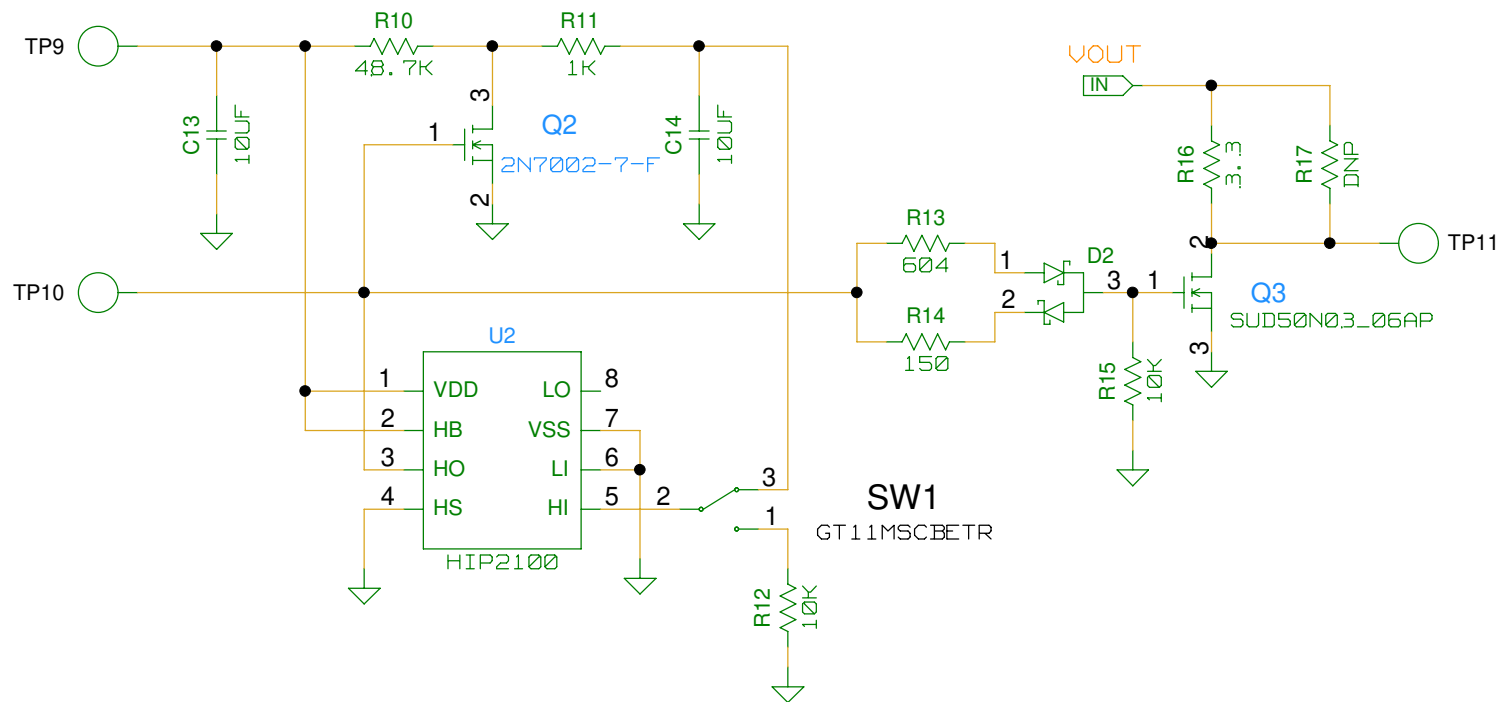 R10
R11
TP9
48.7K
1K
VOUT
IN
C13
10UF
3
1
Q2
2N7002-7-F
2
C14
10UF
R16
3.3
R17
DNP
R13
604
1
D2
2
TP11
TP10
2
3
1
Q3
SUD50N03_06AP
R14
150
R15
10K
3
U2
1
VDD
LO
8
2
HB
VSS
7
3
HO
LI
6
4
HS
HI
5
2
3
1
HIP2100
SW1
GT11MSCBETR
R12
10K